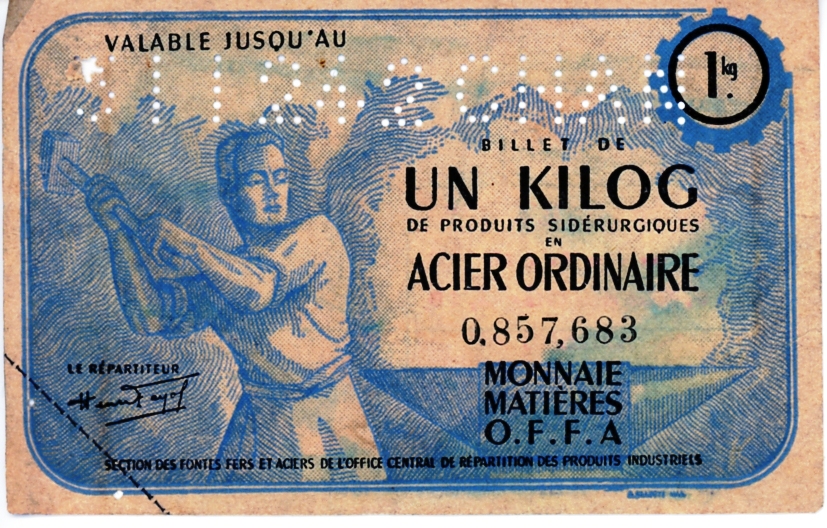 VALABLE JUSQU'AU
1kg.
BILLET DE
UN KILOG
DE PRODUITS SIDÉRURGIQUES
EN
ACIER ORDINAIRE
0.857,683
MONNAIE
MATIÈRES
O.F.F.A
LE RÉPARTITEUR
SECTION DES FONTES FERS ET ACIERS DE L'OFFICE CENTRAL DE RÉPARTITION DES PRODUITS INDUSTRIELS